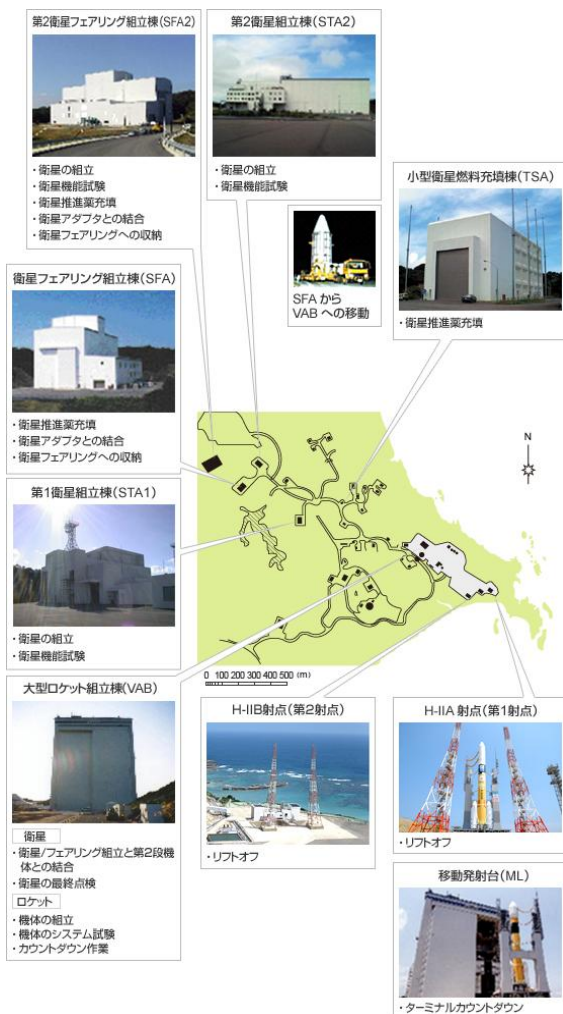 第2衛星フェアリング組立棟(SFA2)
・衛星の組立
・衛星機能試験
・衛星推進薬充填
・衛星アダプタとの結合
・衛星フェアリングへの収納
第2衛星組立棟(STA2)
・衛星の組立
・衛星機能試験
SFA から
VAB への移動
小型衛星燃料充填棟(TSA)
・衛星推進薬充填
衛星フェアリング組立棟(SFA)
・衛星推進薬充填
・衛星アダプタとの結合
・衛星フェアリングへの収納
N
第1衛星組立棟(STA1)
・衛星の組立
・衛星機能試験
0 100 200 300 400 500 (m)
大型ロケット組立棟(VAB)
衛星
・衛星/フェアリング組立と第2段機
体との結合
・衛星の最終点検
ロケット
・機体の組立
・機体のシステム試験
・カウントダウン作業
H-IIB射点(第2射点)
・リフトオフ
H-IIA 射点(第1射点)
・リフトオフ
移動発射台(ML)
・ターミナルカウントダウン